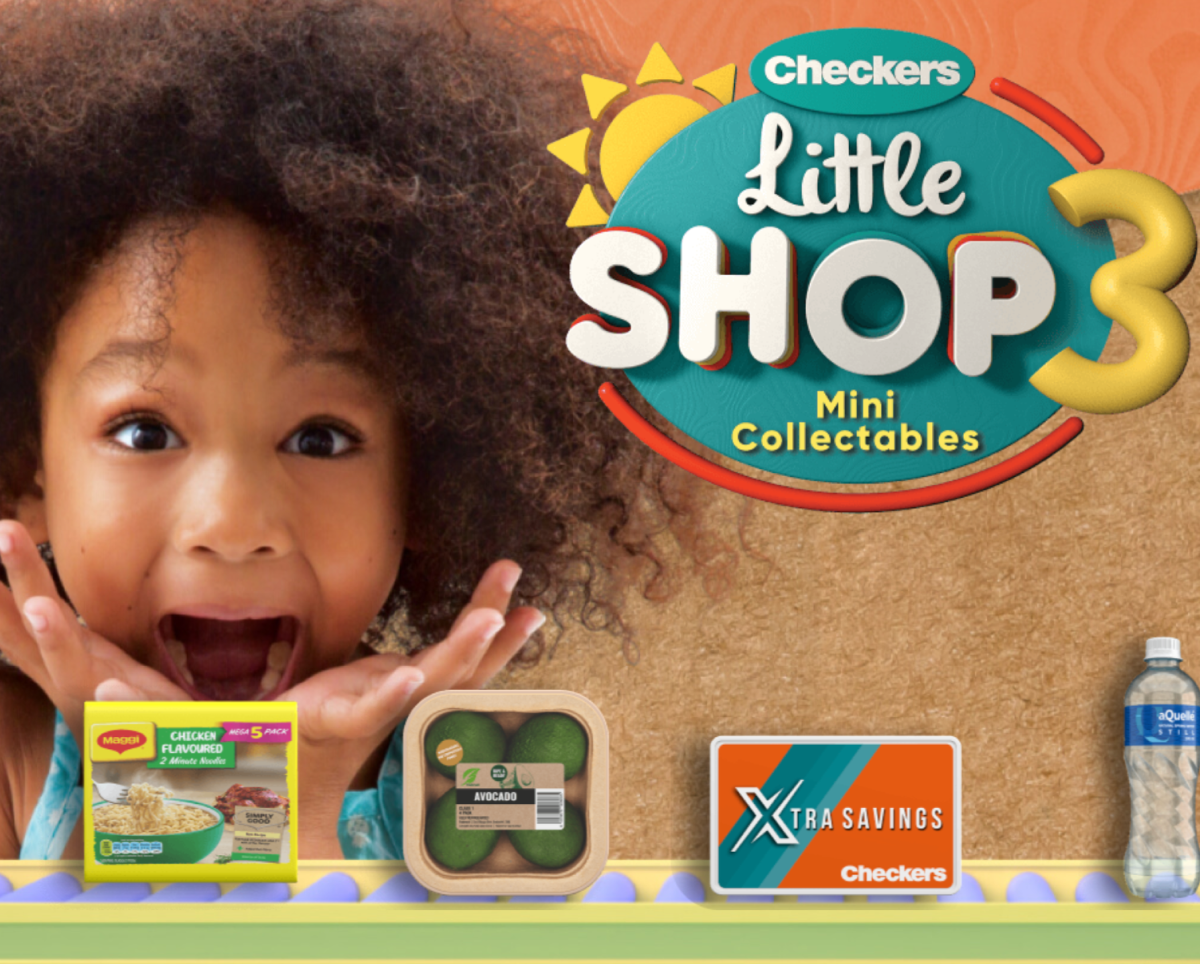 Checkers
Little
SHOP 3
Mini
Collectables
Maggi
CHICKEN
FLAVOURED
2 Minute Noodles
MEGA 5 PACK
SIMPLY
GOOD
AVOCADO
XTRA SAVINGS
Checkers
aQuellé
STILL